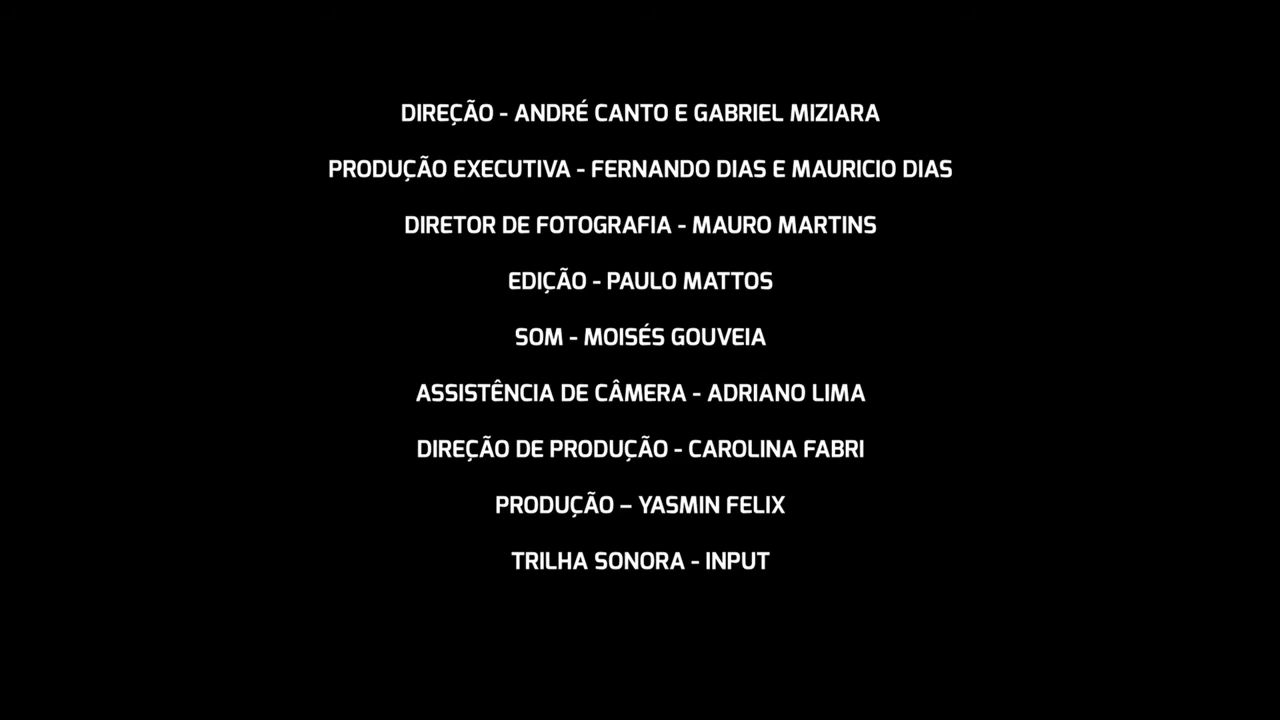 DIREÇÃO - ANDRÉ CANTO E GABRIEL MIZIARA
PRODUÇÃO EXECUTIVA - FERNANDO DIAS E MAURICIO DIAS
DIRETOR DE FOTOGRAFIA - MAURO MARTINS
EDIÇÃO - PAULO MATTOS
SOM - MOISÉS GOUVEIA
ASSISTÊNCIA DE CÂMERA - ADRIANO LIMA
DIREÇÃO DE PRODUÇÃO - CAROLINA FABRI
PRODUÇÃO – YASMIN FELIX
TRILHA SONORA - INPUT